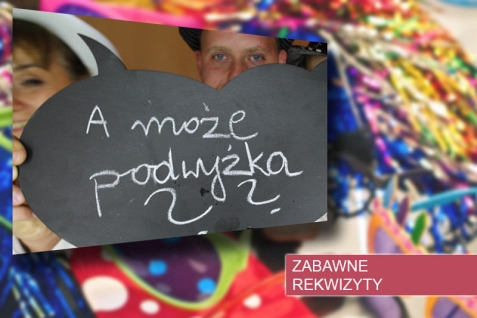 A może
podwyżka
??
ZABAWNE
REKWIZYTY